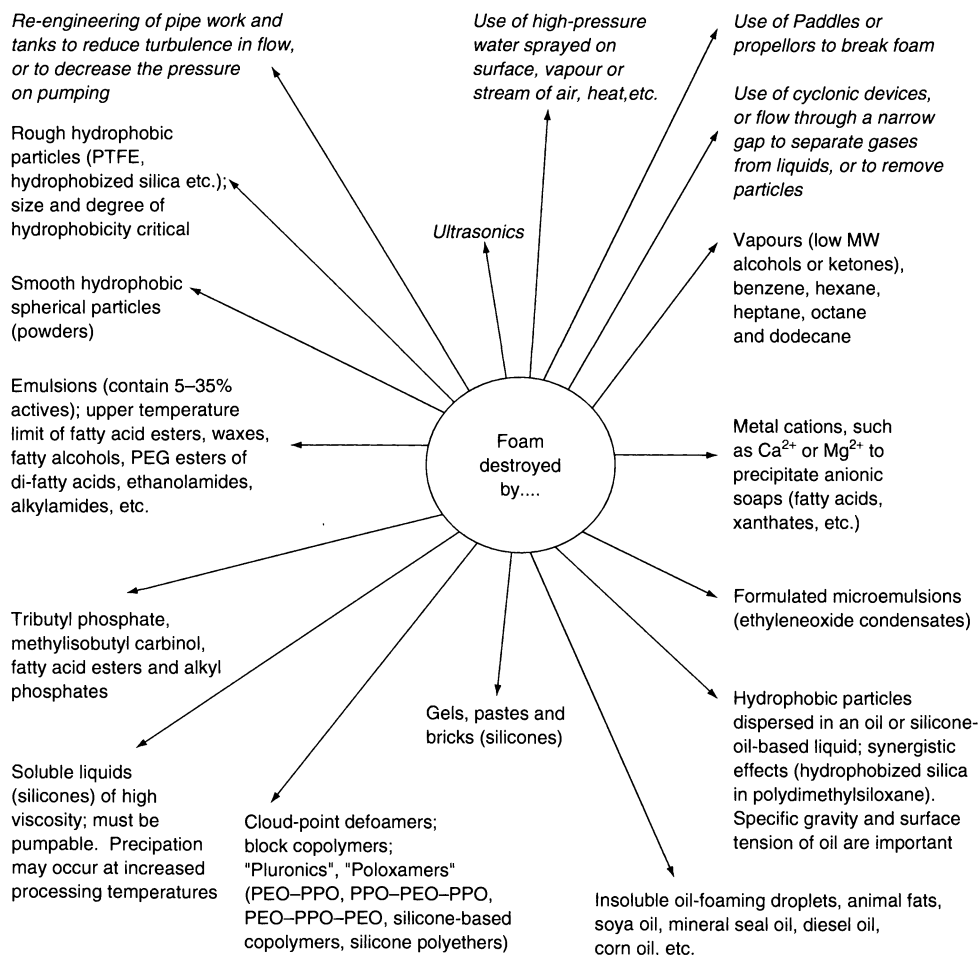 Re-engineering of pipe work and
tanks to reduce turbulence in flow,
or to decrease the pressure
on pumping
Use of high-pressure
water sprayed on
surface, vapour or
stream of air, heat,etc.
Use of Paddles or
propellors to break foam
Use of cyclonic devices,
or flow through a narrow
gap to separate gases
from liquids, or to remove
particles
Rough hydrophobic
particles (PTFE,
hydrophobized silica etc.);
size and degree of
hydrophobicity critical
Ultrasonics
Vapours (low MW
alcohols or ketones),
benzene, hexane,
heptane, octane
and dodecane
Smooth hydrophobic
spherical particles
(powders)
Emulsions (contain 5–35%
actives); upper temperature
limit of fatty acid esters, waxes,
fatty alcohols, PEG esters of
di-fatty acids, ethanolamides,
alkylamides, etc.
Foam
destroyed
by....
Metal cations, such
as Ca²⁺ or Mg²⁺ to
precipitate anionic
soaps (fatty acids,
xanthates, etc.)
Tributyl phosphate,
methylisobutyl carbinol,
fatty acid esters and alkyl
phosphates
Formulated microemulsions
(ethyleneoxide condensates)
Gels, pastes and
bricks (silicones)
Hydrophobic particles
dispersed in an oil or silicone-
oil-based liquid; synergistic
effects (hydrophobized silica
in polydimethylsiloxane).
Specific gravity and surface
tension of oil are important
Soluble liquids
(silicones) of high
viscosity; must be
pumpable. Precipation
may occur at increased
processing temperatures
Cloud-point defoamers;
block copolymers;
"Pluronics", "Poloxamers"
(PEO–PPO, PPO–PEO–PPO,
PEO–PPO–PEO, silicone-based
copolymers, silicone polyethers)
Insoluble oil-foaming droplets, animal fats,
soya oil, mineral seal oil, diesel oil,
corn oil. etc.